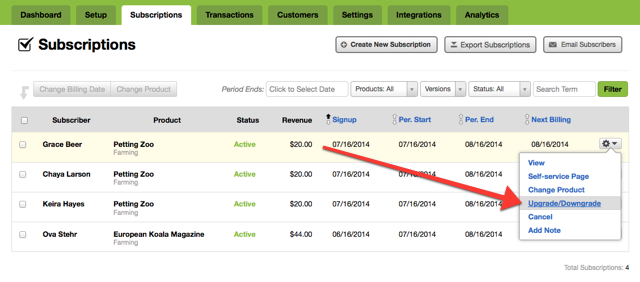 Dashboard Setup Subscriptions Transactions Customers Settings Integrations Analytics
Subscriptions
Create New Subscription Export Subscriptions Email Subscribers
Change Billing Date Change Product Period Ends: Click to Select Date Products: All Versions Status: All Search Term Filter
Subscriber Product Status Revenue Signup Per. Start Per. End Next Billing
Grace Beer Petting Zoo Active $20.00 07/16/2014 07/16/2014 08/16/2014 08/16/2014
Farming
View
Chaya Larson Petting Zoo Active $20.00 07/16/2014 07/16/2014 08/16/2014
Farming
Self-service Page
Change Product
Keira Hayes Petting Zoo Active $20.00 07/16/2014 07/16/2014 08/16/2014
Farming
Upgrade/Downgrade
Cancel
Ova Stehr European Koala Magazine Active $44.00 06/16/2014 07/16/2014 08/16/2014
Farming
Add Note
Total Subscriptions: 4